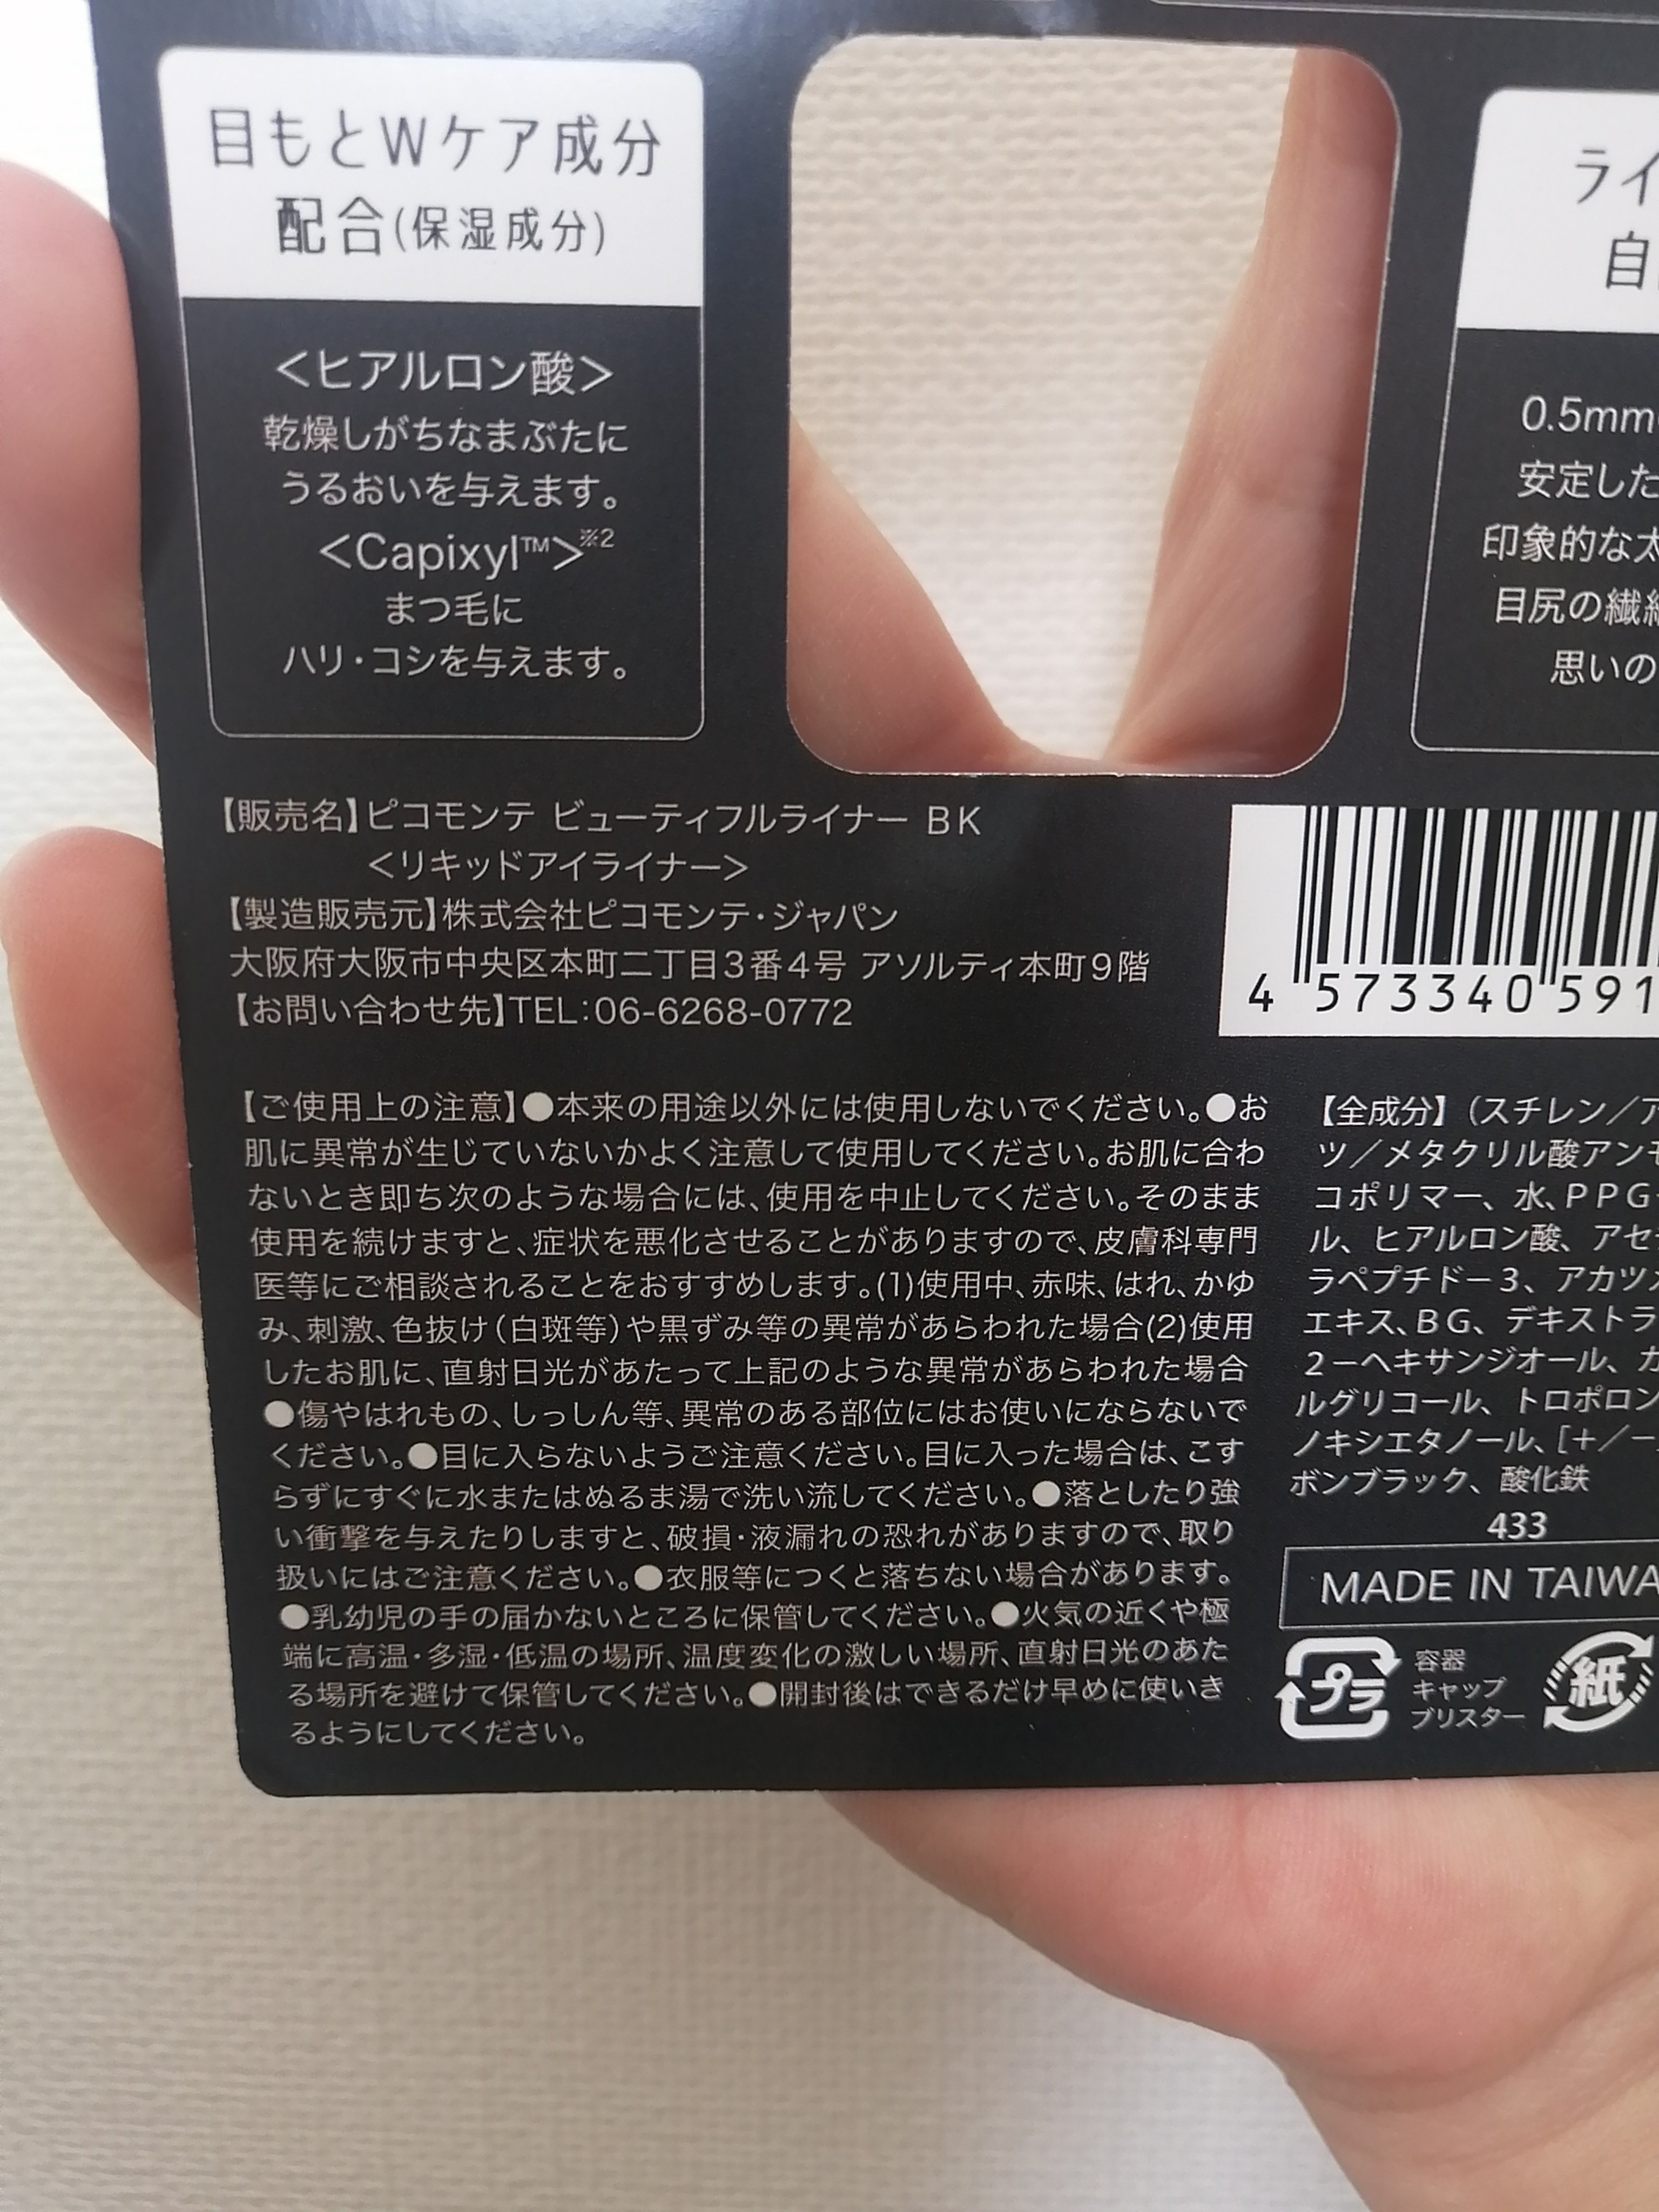 目もとWケア成分
配合(保湿成分)
<ヒアルロン酸>
乾燥しがちなまぶたに
うるおいを与えます。
<Capixyl™>※2
まつ毛に
ハリ・コシを与えます。
ライ
自
0.5mm
安定した
印象的な太
目尻の繊細
思いの
【販売名】ピコモンテ ビューティフルライナー BK
<リキッドアイライナー>
【製造販売元】株式会社ピコモンテ・ジャパン
大阪府大阪市中央区本町二丁目3番4号 アソルティ本町9階
【お問い合わせ先】TEL:06-6268-0772
4 573340 591
【ご使用上の注意】●本来の用途以外には使用しないでください。●お
肌に異常が生じていないかよく注意して使用してください。お肌に合わ
ないとき即ち次のような場合には、使用を中止してください。そのまま
使用を続けますと、症状を悪化させることがありますので、皮膚科専門
医等にご相談されることをおすすめします。(1)使用中、赤味、はれ、かゆ
み、刺激、色抜け(白斑等)や黒ずみ等の異常があらわれた場合(2)使用
したお肌に、直射日光があたって上記のような異常があらわれた場合
●傷やはれもの、しっしん等、異常のある部位にはお使いにならないで
ください。●目に入らないようご注意ください。目に入った場合は、こす
らずにすぐに水またはぬるま湯で洗い流してください。●落としたり強
い衝撃を与えたりしますと、破損・液漏れの恐れがありますので、取り
扱いにはご注意ください。●衣服等につくと落ちない場合があります。
●乳幼児の手の届かないところに保管してください。●火気の近くや極
端に高温・多湿・低温の場所、温度変化の激しい場所、直射日光のあた
る場所を避けて保管してください。●開封後はできるだけ早めに使いき
るようにしてください。
【全成分】(スチレン/ア
ツ/メタクリル酸アンモ
コポリマー、水、PPG
ル、ヒアルロン酸、アセ
ラペプチド-3、アカツメ
エキス、BG、デキストラ
2-ヘキサンジオール、カ
ルグリコール、トロポロン
ノキシエタノール、[+/-
ボンブラック、酸化鉄
433
MADE IN TAIWA
プラ
容器
キャップ
ブリスター
紙